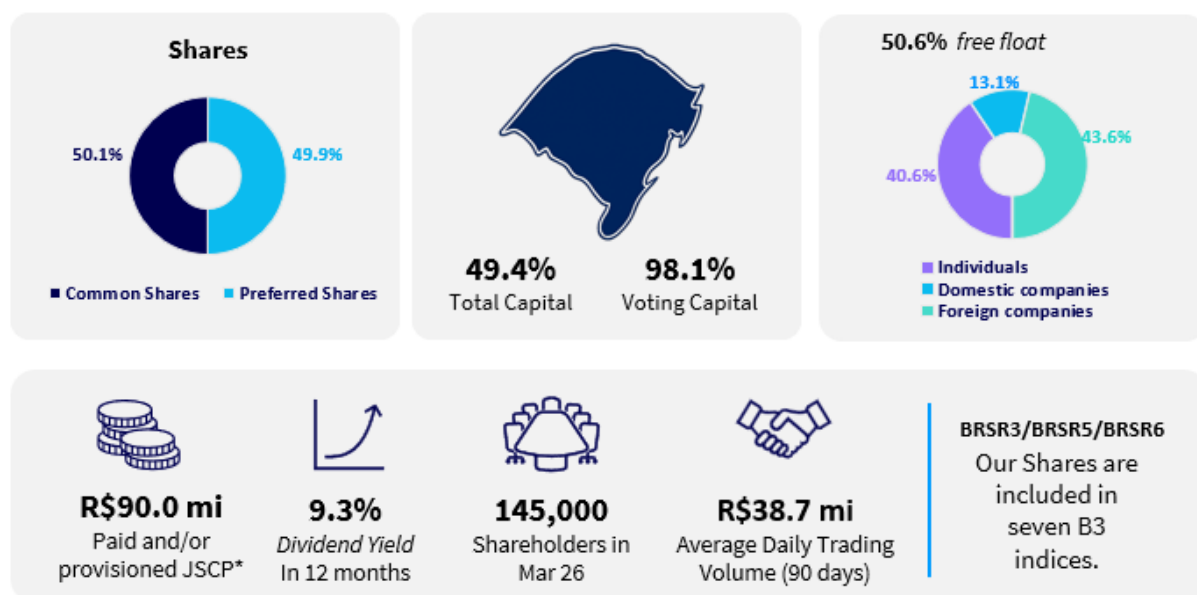 Shares
50.1%
49.9%
Common Shares
Preferred Shares
49.4%
Total Capital
98.1%
Voting Capital
50.6% free float
13.1%
43.6%
40.6%
Individuals
Domestic companies
Foreign companies
R$90.0 mi
Paid and/or
provisioned JSCP*
9.3%
Dividend Yield
In 12 months
145,000
Shareholders in
Mar 26
R$38.7 mi
Average Daily Trading
Volume (90 days)
BRSR3/BRSR5/BRSR6
Our Shares are
included in
seven B3
indices.